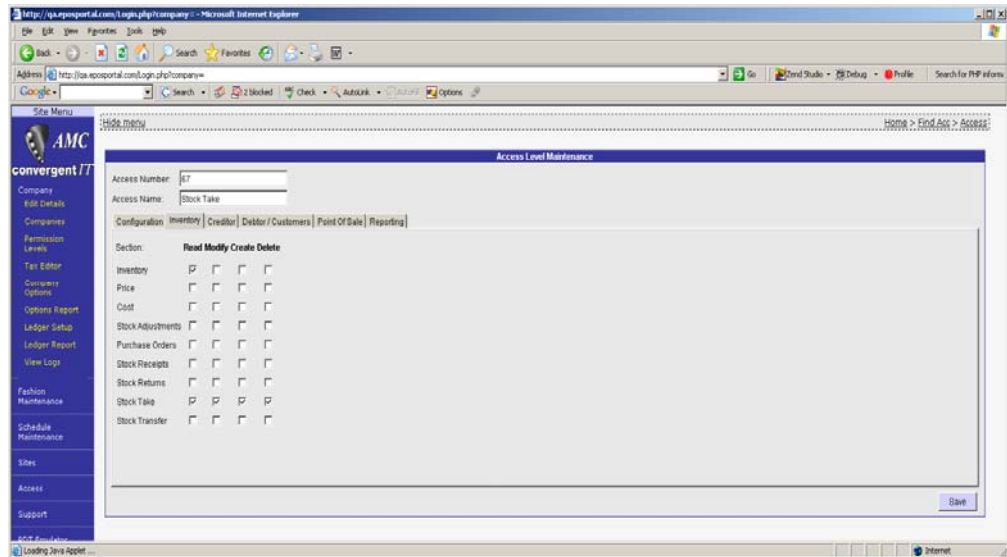 http://qa.eposportal.com/Login.php?company= - Microsoft Internet Explorer
File Edit View Favorites Tools Help
Back Search Favorites
Address http://qa.eposportal.com/Login.php?company= Go Zend Studio Debug Profile Search for PHP inform
Google Search 2 blocked Check AutoLink AutoFill Options
Site Menu
Hide menu Home > Find Acc > Access
AMC
convergent IT
Access Level Maintenance
Access Number: 67
Access Name: Stock Take
Configuration Inventory Creditor Debtor / Customers Point Of Sale Reporting
Section: Read Modify Create Delete
Inventory
Price
Cost
Stock Adjustments
Purchase Orders
Stock Receipts
Stock Returns
Stock Take
Stock Transfer
Save
Company
Edit Details
Companies
Permission
Levels
Tax Editor
Company
Options
Options Report
Ledger Setup
Ledger Report
View Logs
Fashion
Maintenance
Schedule
Maintenance
Sites
Access
Support
PDT Emulator
Loading Java Applet ... Internet